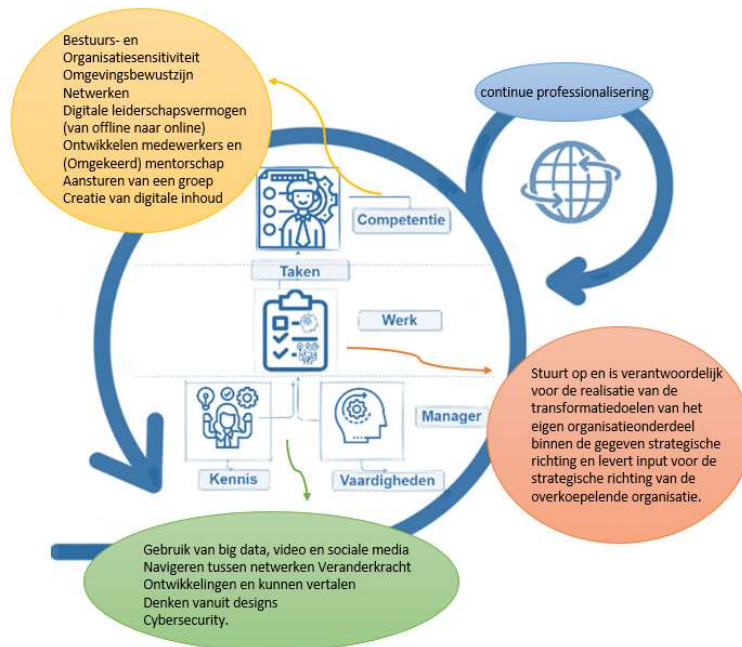 Bestuurs- en
Organisatiesensitiviteit
Omgevingsbewustzijn
Netwerken
Digitale leiderschapsvermogen
(van offline naar online)
Ontwikkelen medewerkers en
(Omgekeerd) mentorschap
Aansturen van een groep
Creatie van digitale inhoud
continue professionalisering
Competentie
Taken
Werk
Manager
Kennis
Vaardigheden
Stuurt op en is verantwoordelijk
voor de realisatie van de
transformatiedoelen van het
eigen organisatieonderdeel
binnen de gegeven strategische
richting en levert input voor de
strategische richting van de
overkoepelende organisatie.
Gebruik van big data, video en sociale media
Navigeren tussen netwerken Veranderkracht
Ontwikkelingen en kunnen vertalen
Denken vanuit designs
Cybersecurity.